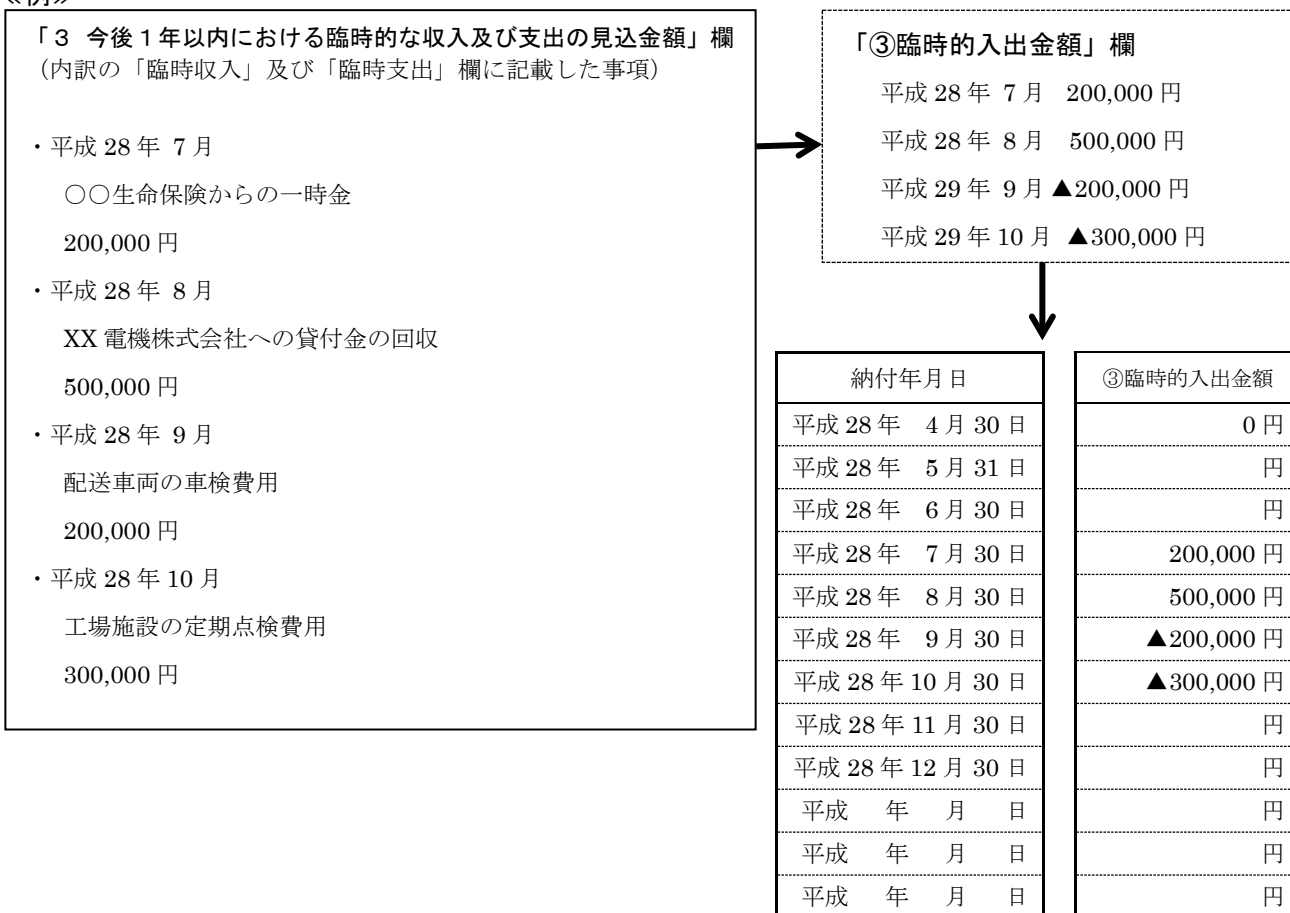 ≪例≫
「３ 今後１年以内における臨時的な収入及び支出の見込金額」欄
（内訳の「臨時収入」及び「臨時支出」欄に記載した事項）
・平成 28 年 7 月
〇〇生命保険からの一時金
200,000 円
・平成 28 年 8 月
XX 電機株式会社への貸付金の回収
500,000 円
・平成 28 年 9 月
配送車両の車検費用
200,000 円
・平成 28 年 10 月
工場施設の定期点検費用
300,000 円
「③臨時的入出金額」欄
平成 28 年 7 月 200,000 円
平成 28 年 8 月 500,000 円
平成 29 年 9 月 ▲200,000 円
平成 29 年 10 月 ▲300,000 円
納付年月日 ③臨時的入出金額
平成 28 年 4 月 30 日 0 円
平成 28 年 5 月 31 日 円
平成 28 年 6 月 30 日 円
平成 28 年 7 月 30 日 200,000 円
平成 28 年 8 月 30 日 500,000 円
平成 28 年 9 月 30 日 ▲200,000 円
平成 28 年 10 月 30 日 ▲300,000 円
平成 28 年 11 月 30 日 円
平成 28 年 12 月 30 日 円
平成 年 月 日 円
平成 年 月 日 円
平成 年 月 日 円